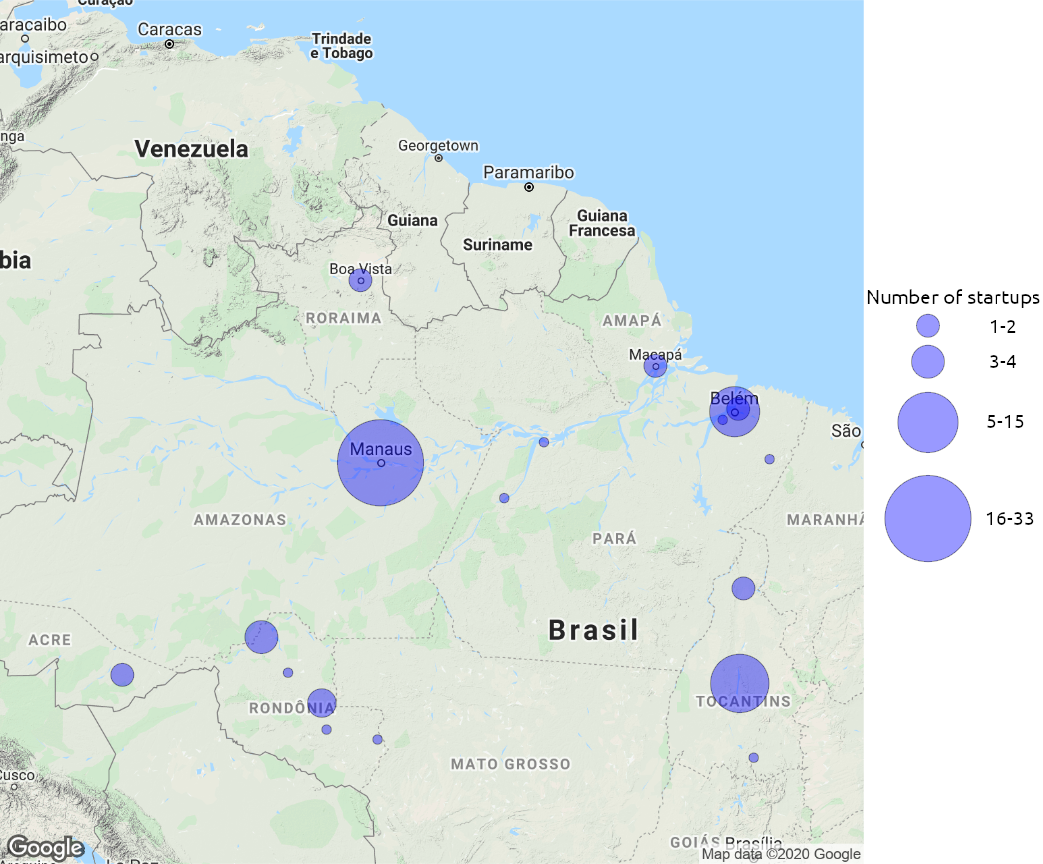 Curaçao
aracaibo
Caracas
Trindade
e Tobago
arquisimeto
nga
Venezuela
Georgetown
Paramaribo
Guiana
Guiana
Francesa
Suriname
bia
Boa Vista
RORAIMA
AMAPÁ
Macapá
Belém
São
Manaus
AMAZONAS
PARÁ
MARANHÃ
Brasil
ACRE
RONDÔNIA
TOCANTINS
MATO GROSSO
Cusco
GOIÁS
Brasília
Google
Map data ©2020 Google
La Paz
Number of startups
1-2
3-4
5-15
16-33